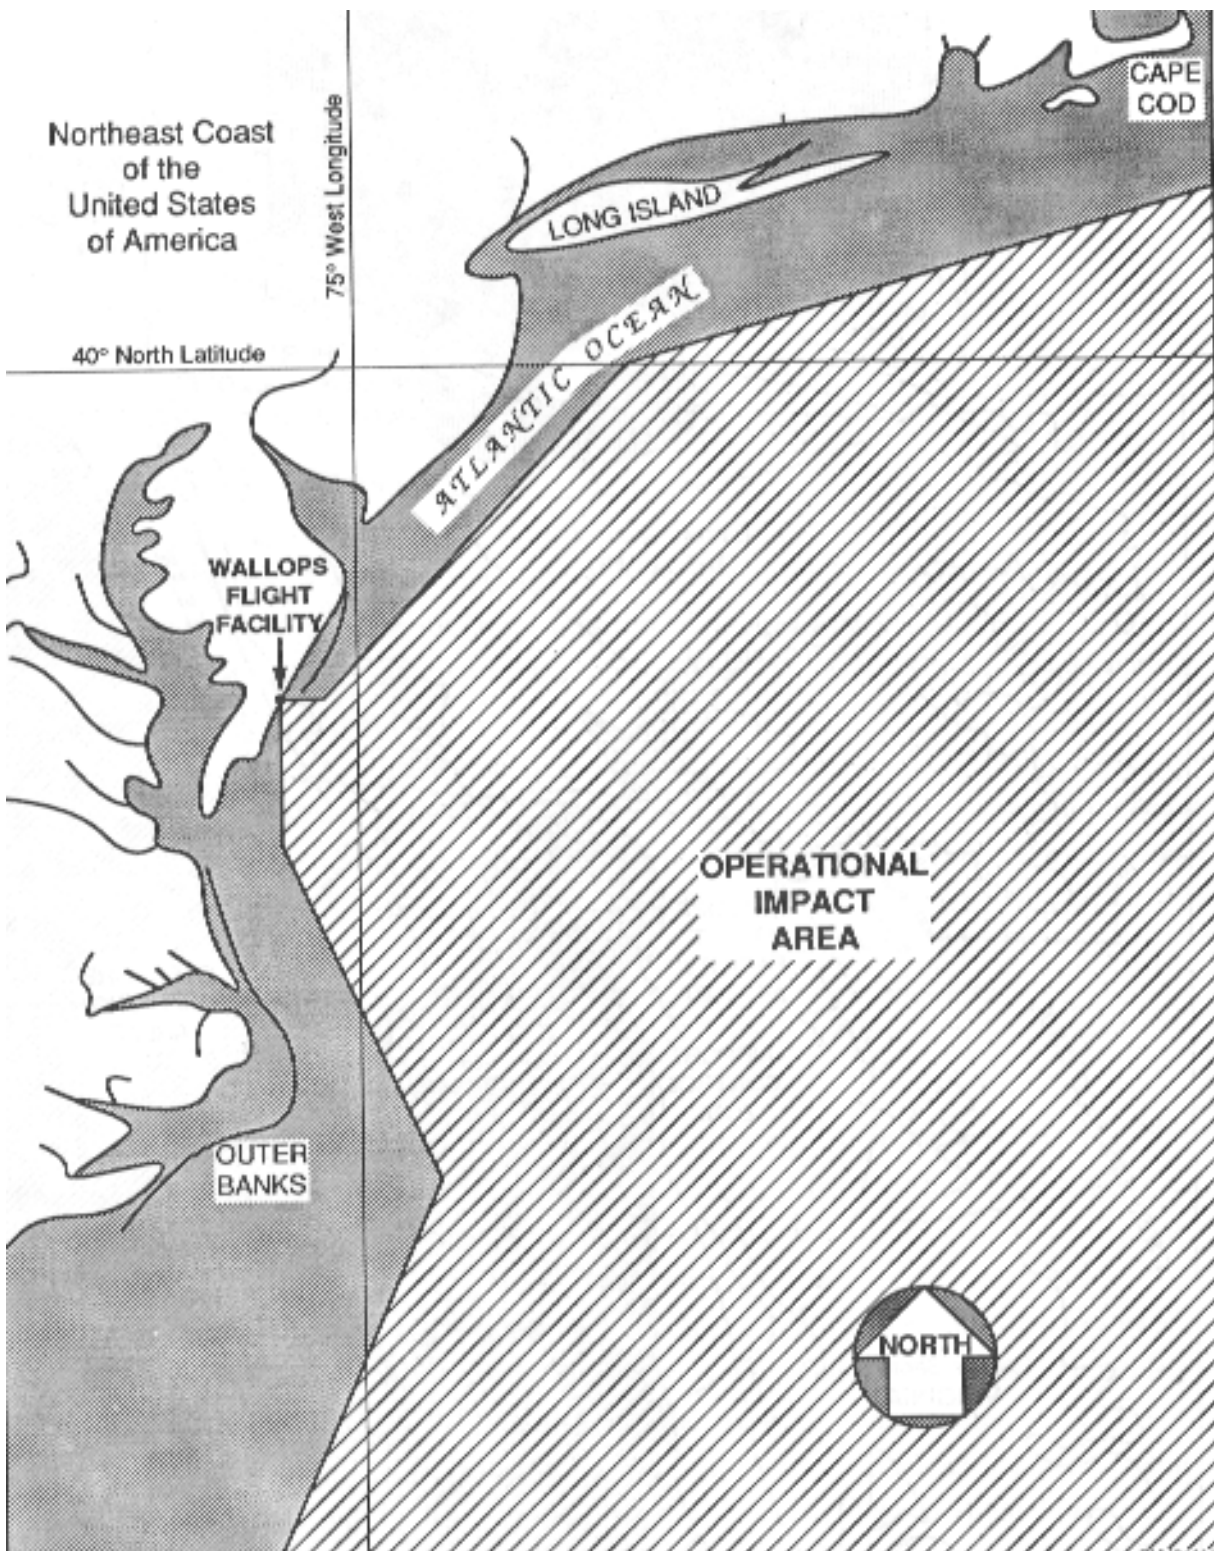 CAPE
COD
Northeast Coast
of the
United States
of America
75° West Longitude
LONG ISLAND
ATLANTIC OCEAN
40° North Latitude
WALLOPS
FLIGHT
FACILITY
OPERATIONAL
IMPACT
AREA
OUTER
BANKS
NORTH